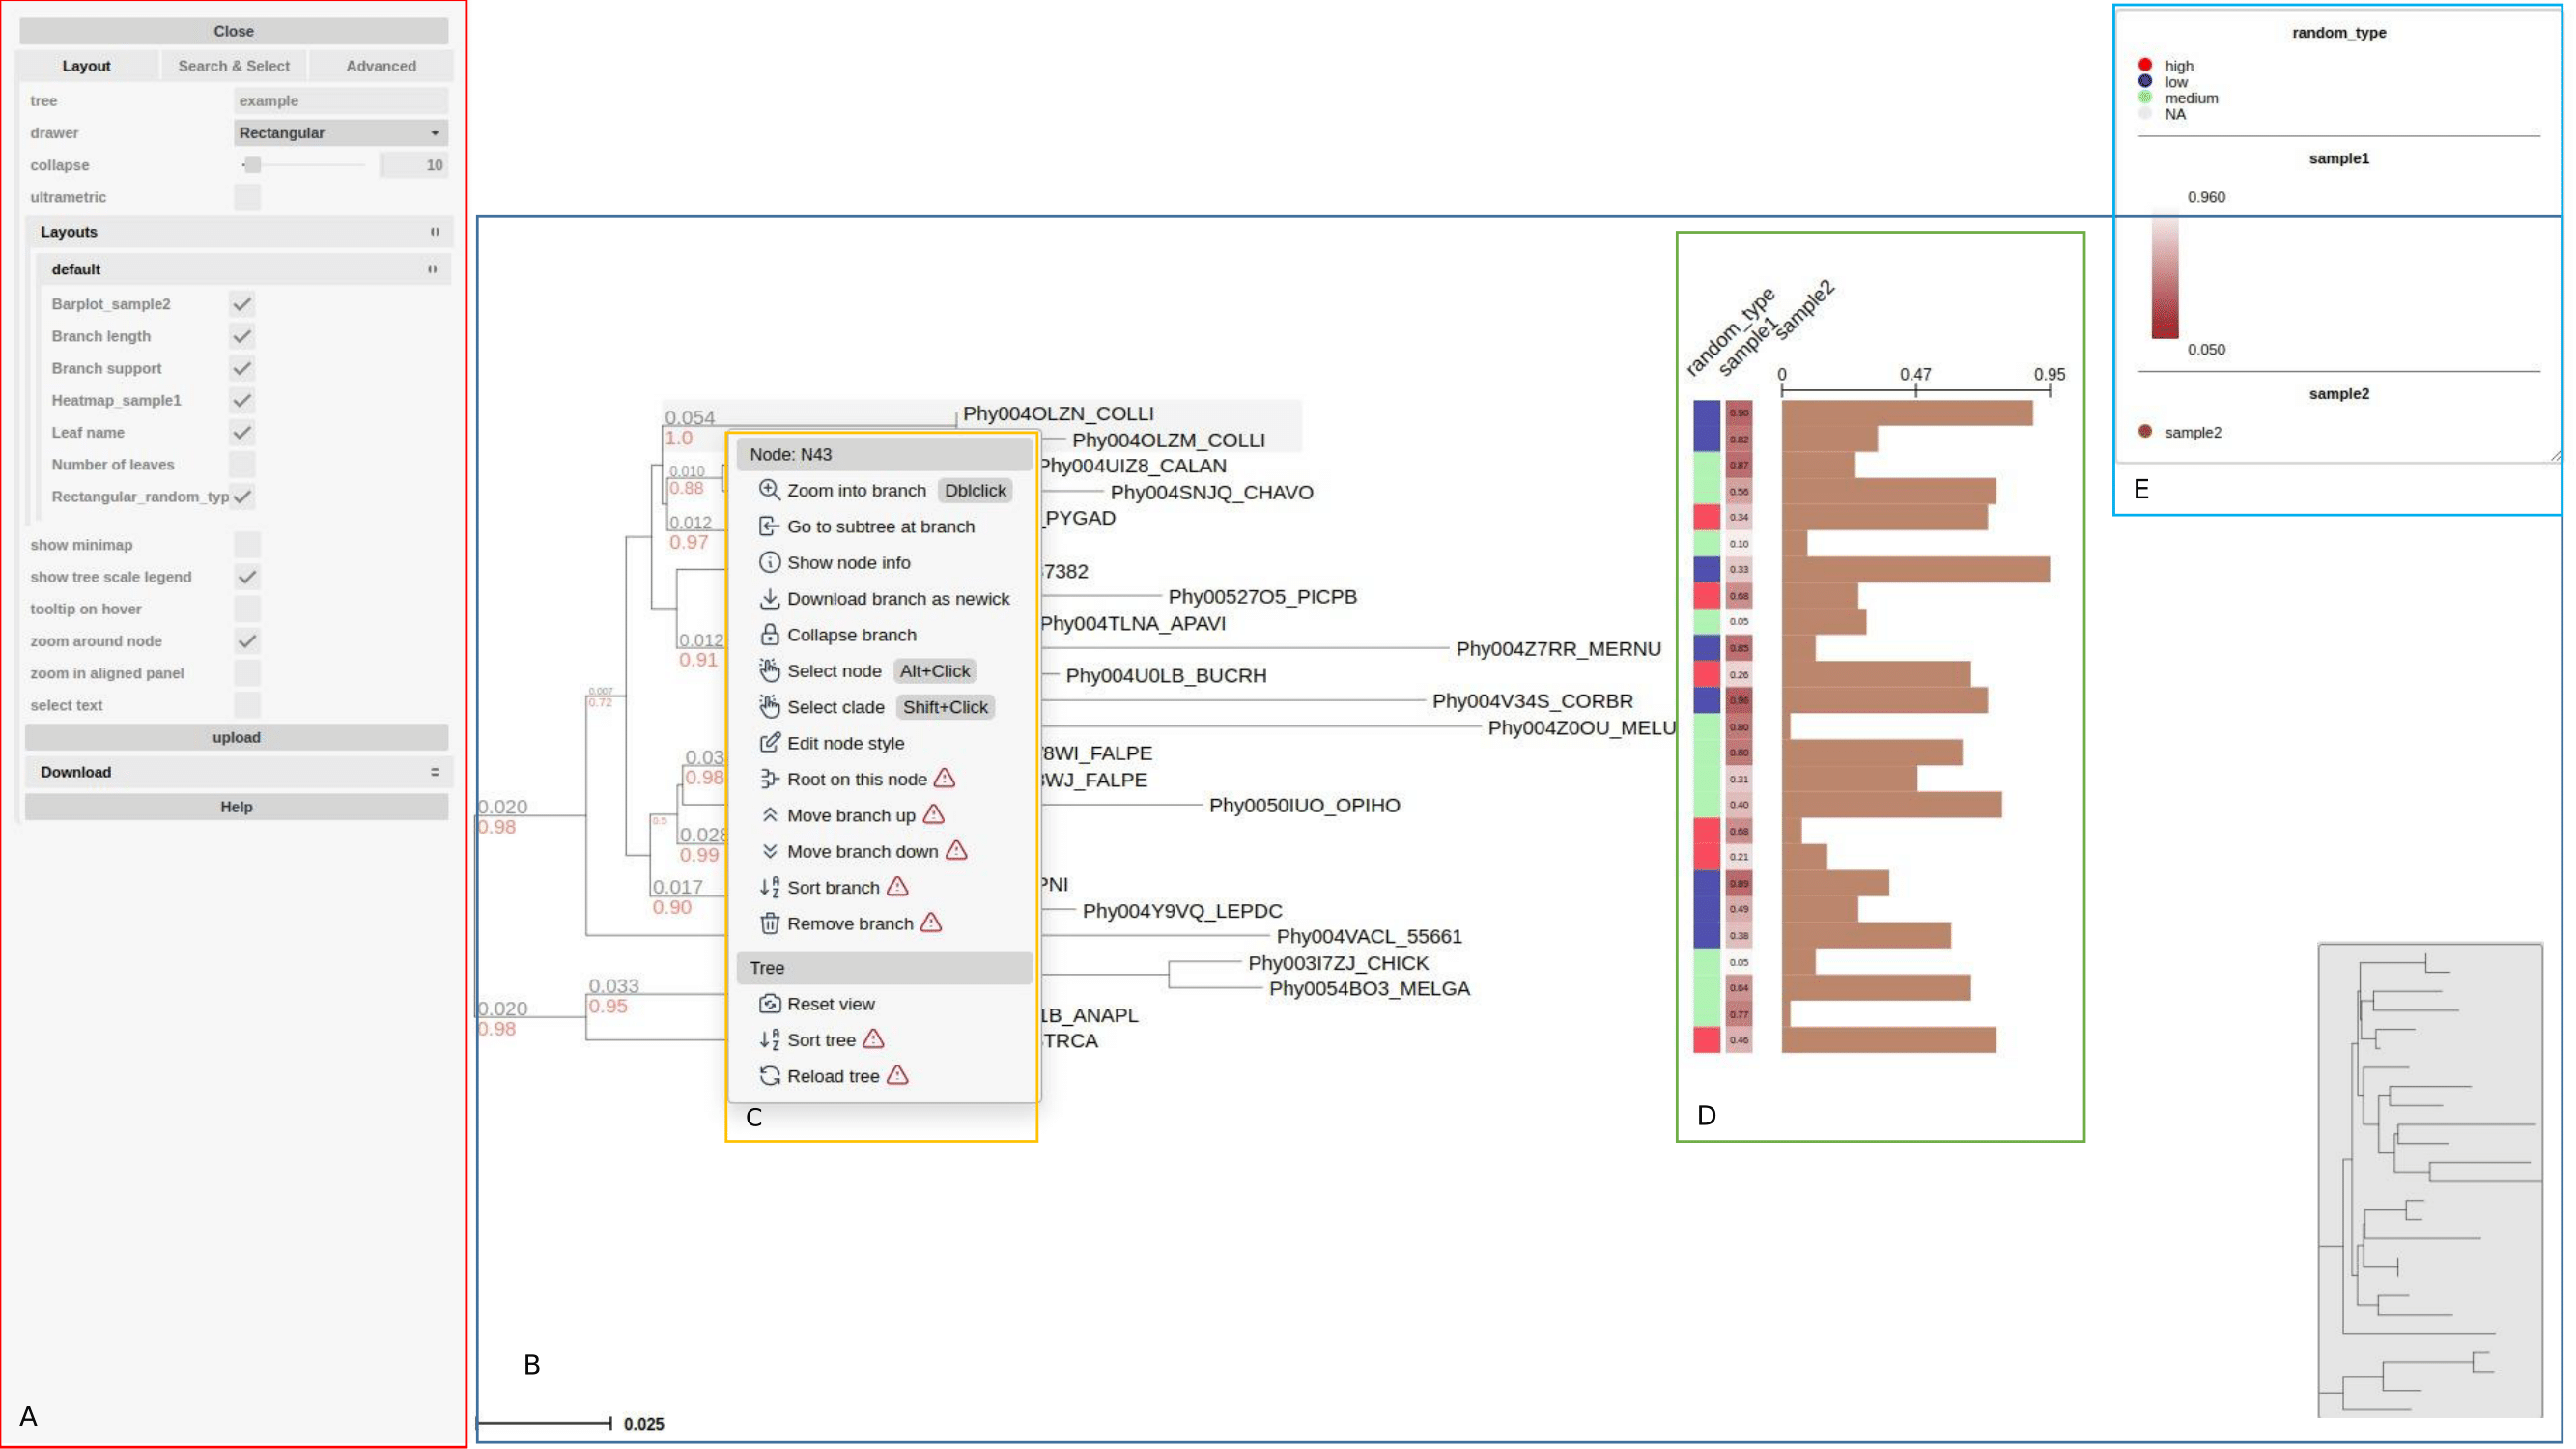 Close
Layout
Search & Select
Advanced
tree
example
drawer
Rectangular
collapse
10
ultrametric
Layouts
default
Barplot_sample2
Branch length
Branch support
Heatmap_sample1
Leaf name
Number of leaves
Rectangular_random_typ
show minimap
show tree scale legend
tooltip on hover
zoom around node
zoom in aligned panel
select text
upload
Download
Help
A
0.054
1.0
0.010
0.88
0.012
0.97
0.012
0.91
0.007
0.72
0.03
0.98
0.5
0.028
0.99
0.017
0.90
0.020
0.98
0.033
0.95
0.020
0.98
Phy004OLZN_COLLI
Phy004OLZM_COLLI
Phy004UIZ8_CALAN
Phy004SNJQ_CHAVO
_PYGAD
7382
Phy00527O5_PICPB
Phy004TLNA_APAVI
Phy004Z7RR_MERNU
Phy004U0LB_BUCRH
Phy004V34S_CORBR
Phy004Z0OU_MELU
8WI_FALPE
WJ_FALPE
Phy0050IUO_OPIHO
PNI
Phy004Y9VQ_LEPDC
Phy004VACL_55661
Phy003I7ZJ_CHICK
Phy0054BO3_MELGA
1B_ANAPL
TRCA
B
0.025
Node: N43
Zoom into branch Dblclick
Go to subtree at branch
Show node info
Download branch as newick
Collapse branch
Select node Alt+Click
Select clade Shift+Click
Edit node style
Root on this node
Move branch up
Move branch down
Sort branch
Remove branch
Tree
Reset view
Sort tree
Reload tree
C
random_type
sample1
sample2
0 0.47 0.95
0.90
0.82
0.87
0.56
0.34
0.10
0.33
0.68
0.05
0.85
0.26
0.96
0.80
0.80
0.31
0.40
0.68
0.21
0.89
0.49
0.38
0.05
0.64
0.77
0.46
D
random_type
high
low
medium
NA
sample1
0.960
0.050
sample2
sample2
E